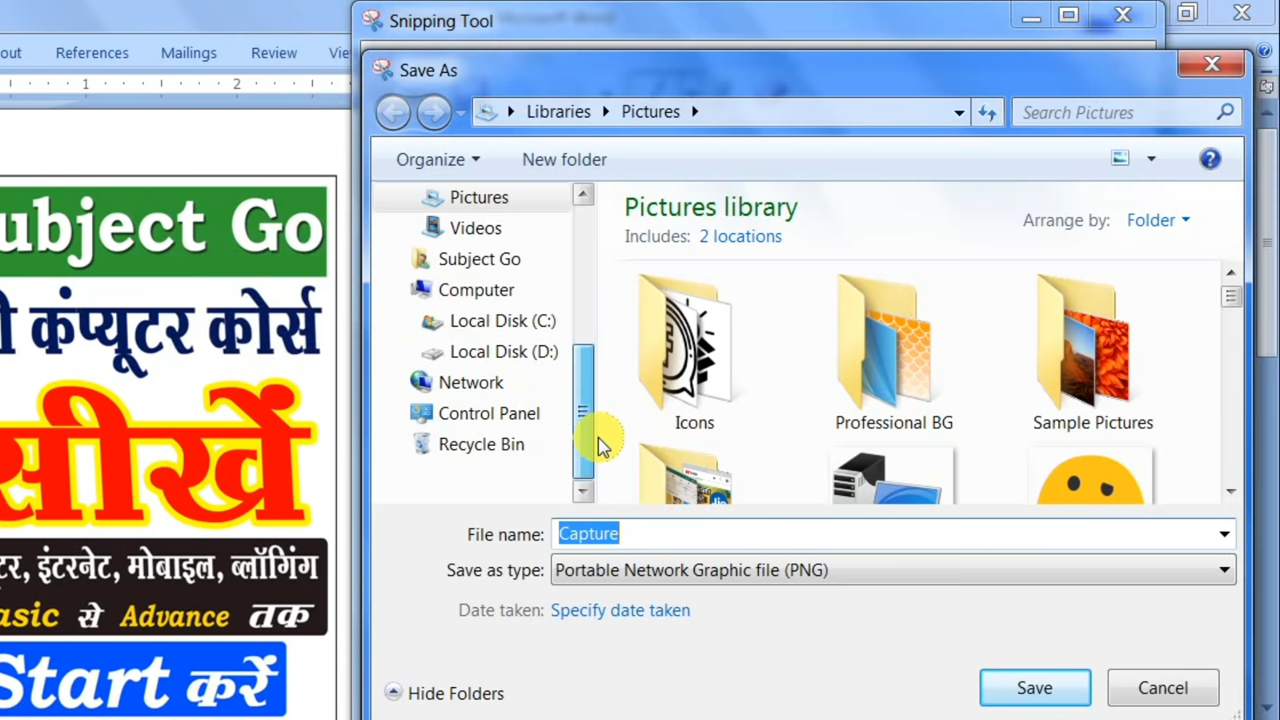 Snipping Tool
out References Mailings Review Vie
1 2
Save As
Libraries Pictures
Search Pictures
Organize New folder
Pictures
Videos
Subject Go
Computer
Local Disk (C:)
Local Disk (D:)
Network
Control Panel
Recycle Bin
Pictures library
Includes: 2 locations
Arrange by: Folder
Icons
Professional BG
Sample Pictures
File name: Capture
Save as type: Portable Network Graphic file (PNG)
Date taken: Specify date taken
Hide Folders
Save
Cancel
ubject Go
ी कंप्यूटर कोर्स
सीखें
टर, इंटरनेट, मोबाइल, ब्लॉगिंग
asic से Advance तक
Start करें